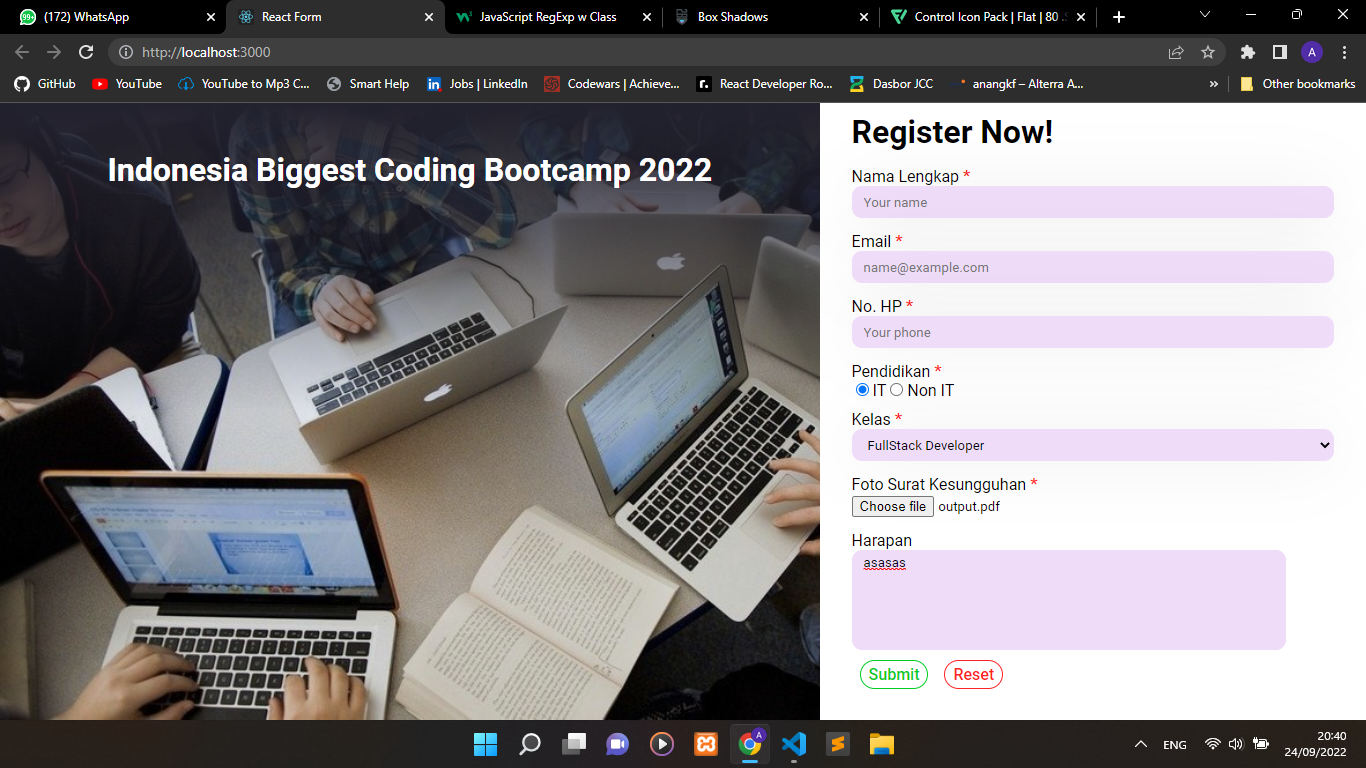 (172) WhatsApp
React Form
JavaScript RegExp w Class
Box Shadows
Control Icon Pack | Flat | 80 .S
http://localhost:3000
A
GitHub
YouTube
YouTube to Mp3 C...
Smart Help
Jobs | LinkedIn
Codewars | Achieve...
React Developer Ro...
Dasbor JCC
anangkf – Alterra A...
»
Other bookmarks
Indonesia Biggest Coding Bootcamp 2022
Register Now!
Nama Lengkap *
Your name
Email *
name@example.com
No. HP *
Your phone
Pendidikan *
IT Non IT
Kelas *
FullStack Developer
Foto Surat Kesungguhan *
Choose file output.pdf
Harapan
asasas
Submit Reset
ENG
20:40
24/09/2022